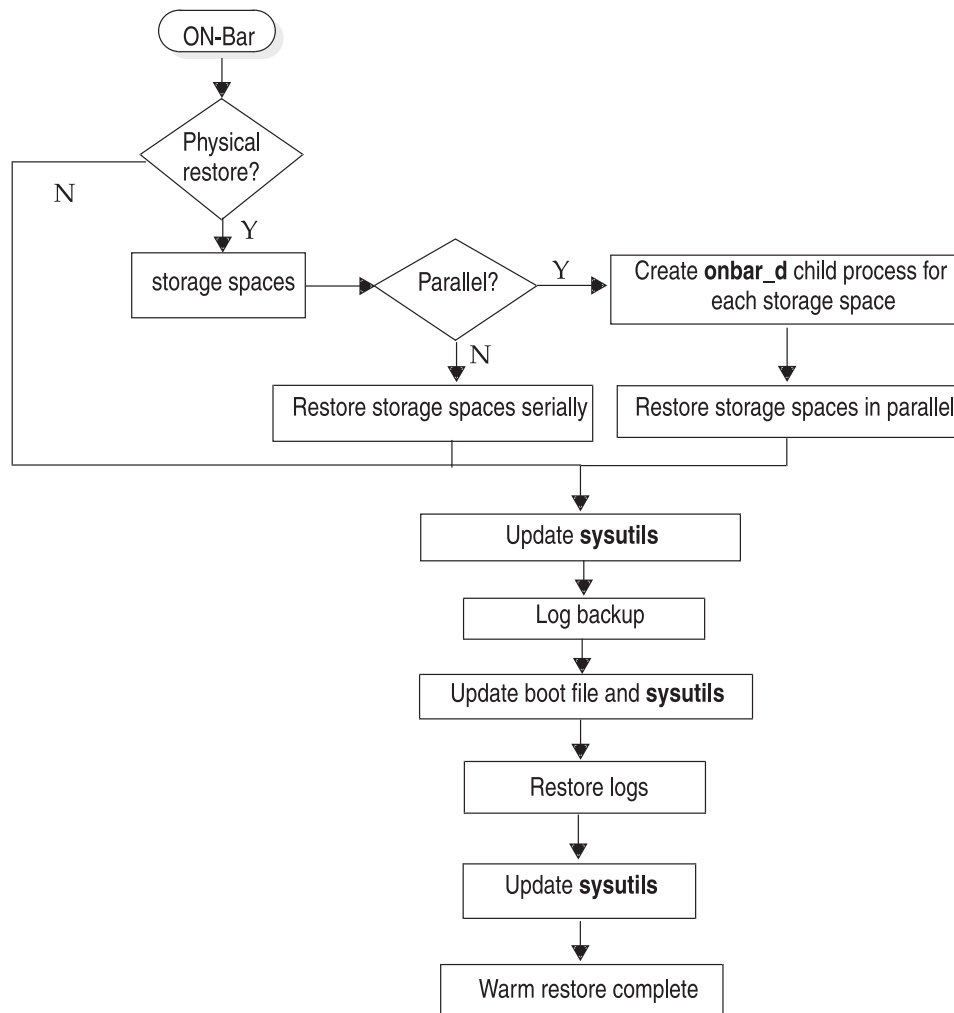 ON-Bar
Physical
restore?
N
Y
storage spaces
Parallel?
Y
Create onbar_d child process for
each storage space
N
Restore storage spaces serially
Restore storage spaces in parallel
Update sysutils
Log backup
Update boot file and sysutils
Restore logs
Update sysutils
Warm restore complete